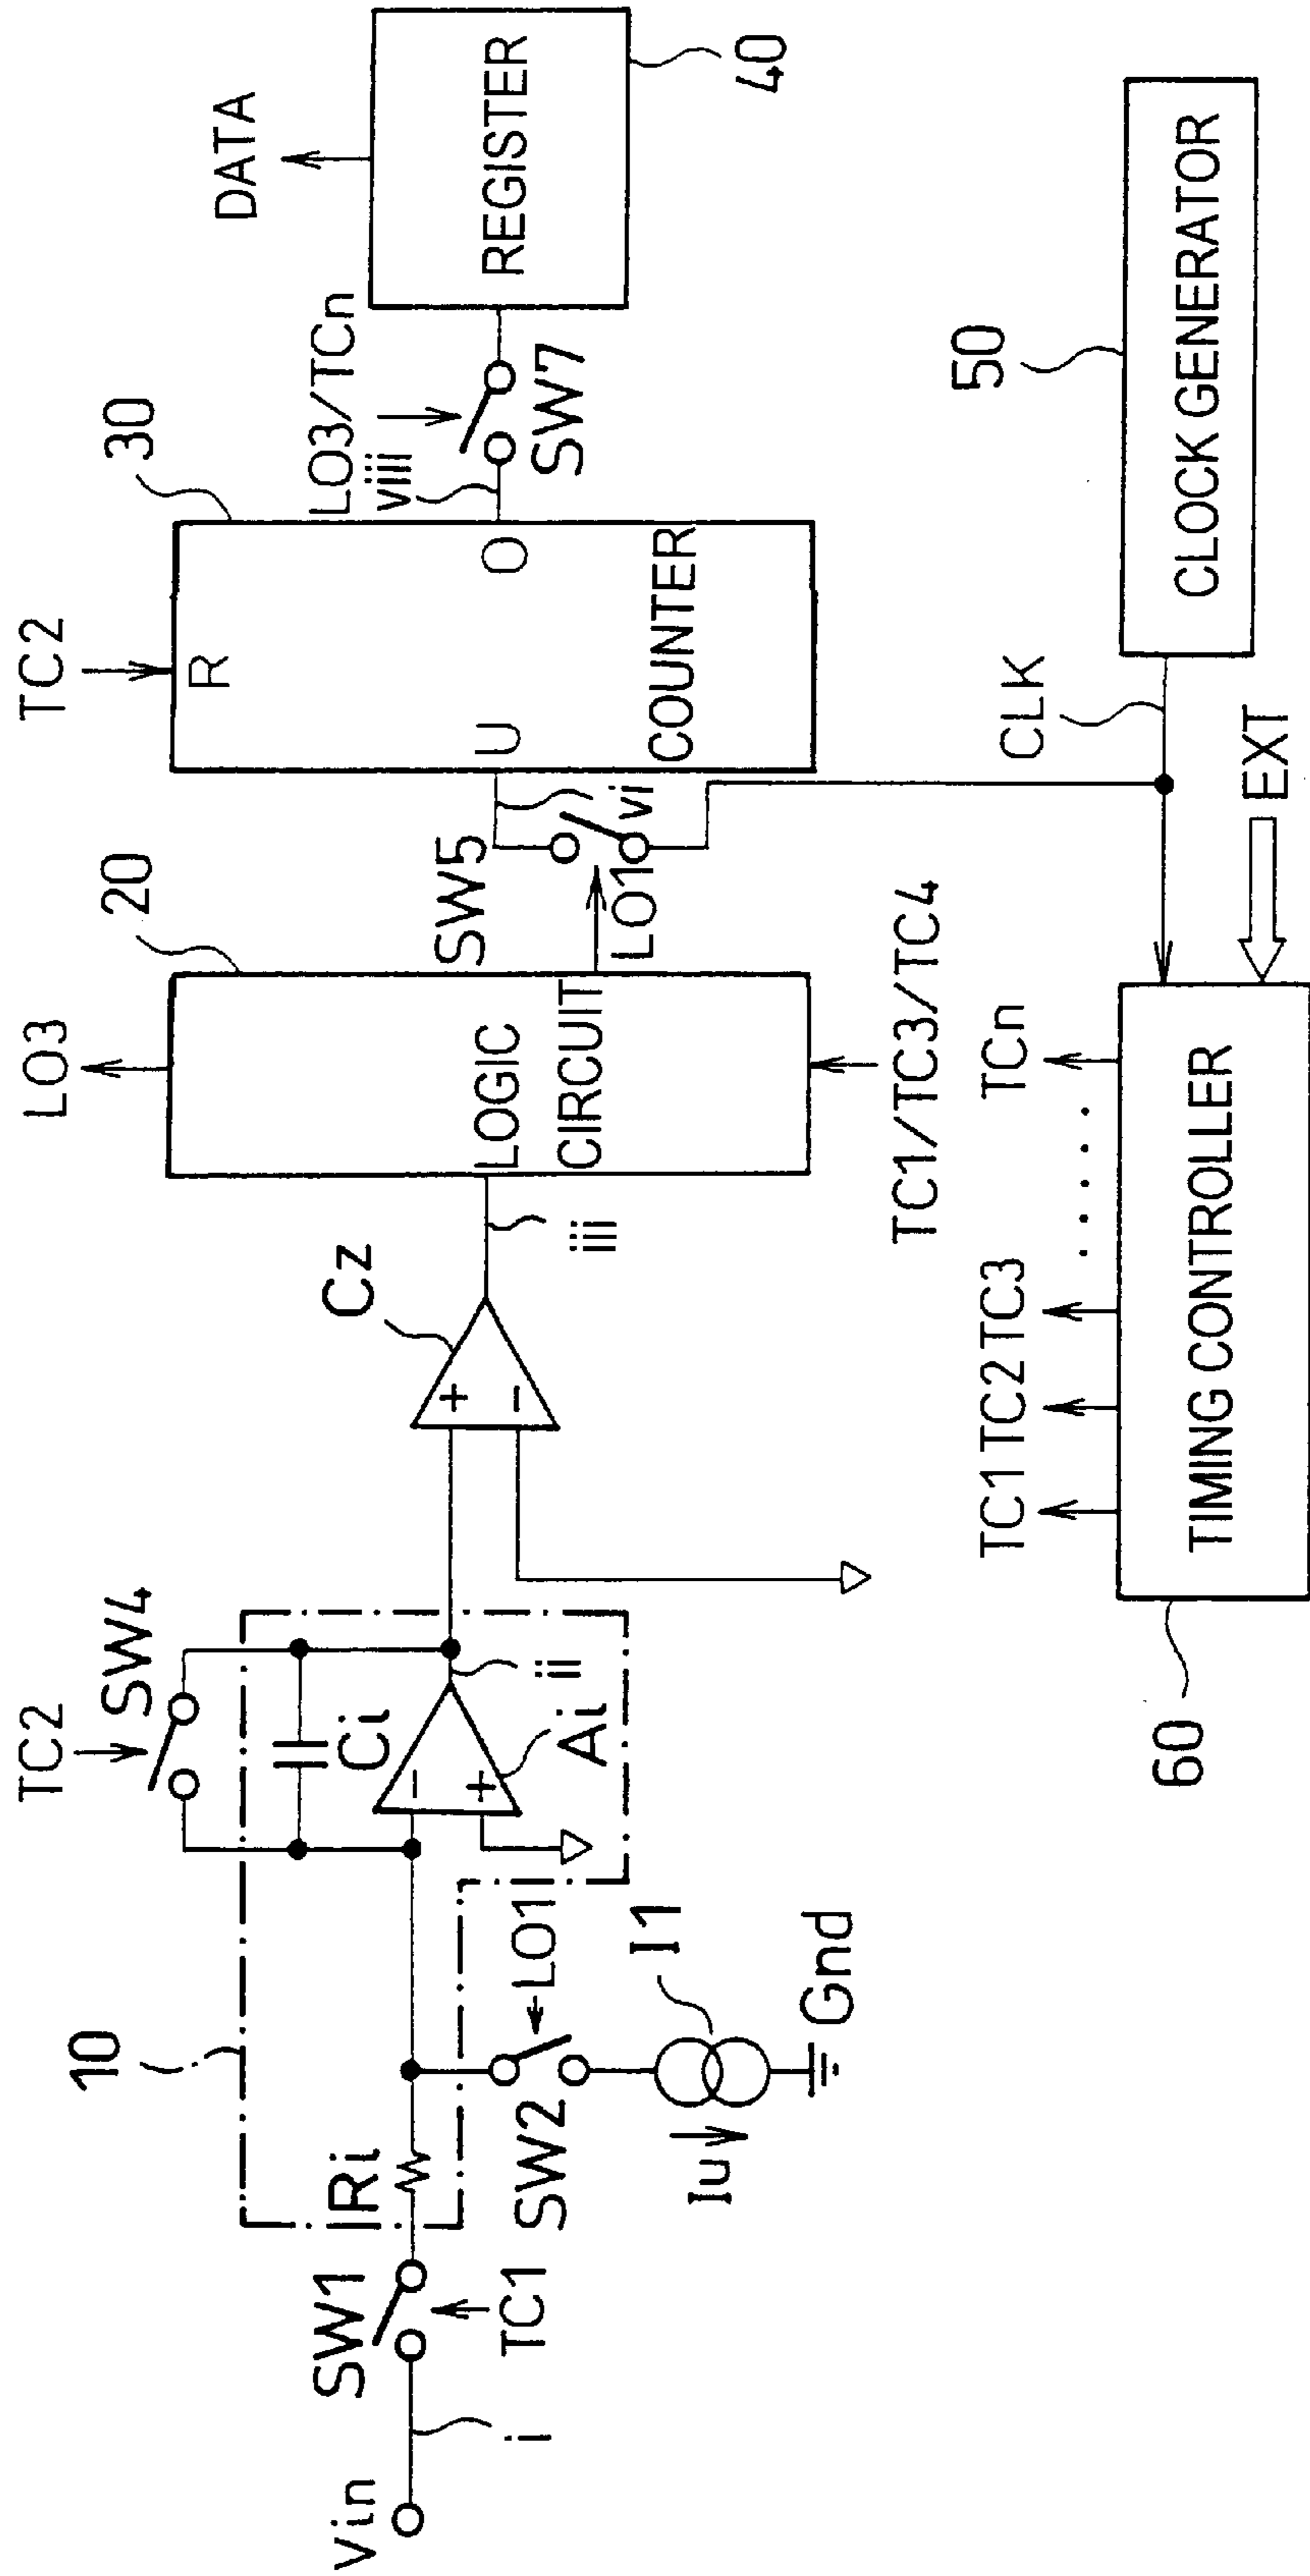 Vin
i
SW1
TC1
10
Ri
SW2
LO1
Iu
I1
Gnd
TC2
SW4
Ci
−
+
Ai
ii
Cz
+
−
iii
LO3
20
LOGIC
CIRCUIT
TC1/TC3/TC4
SW5
LO1
vi
TC2
30
R
U
O
COUNTER
LO3/TCn
viii
SW7
DATA
REGISTER
40
60
TIMING CONTROLLER
TC1 TC2 TC3 ..... TCn
EXT
CLK
50
CLOCK GENERATOR